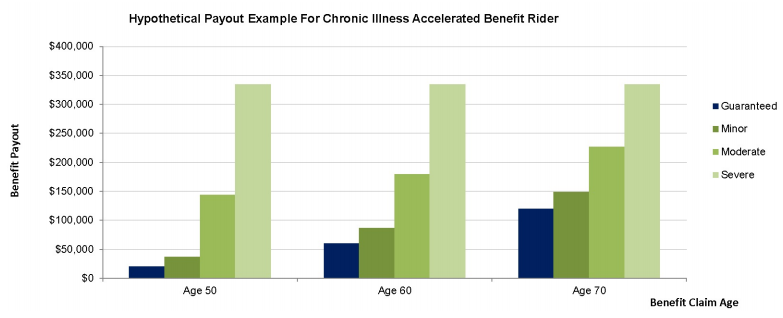 Hypothetical Payout Example For Chronic Illness Accelerated Benefit Rider
$400,000
$350,000
$300,000
$250,000
$200,000
$150,000
$100,000
$50,000
$0
Benefit Payout
Age 50
Age 60
Age 70
Benefit Claim Age
Guaranteed
Minor
Moderate
Severe